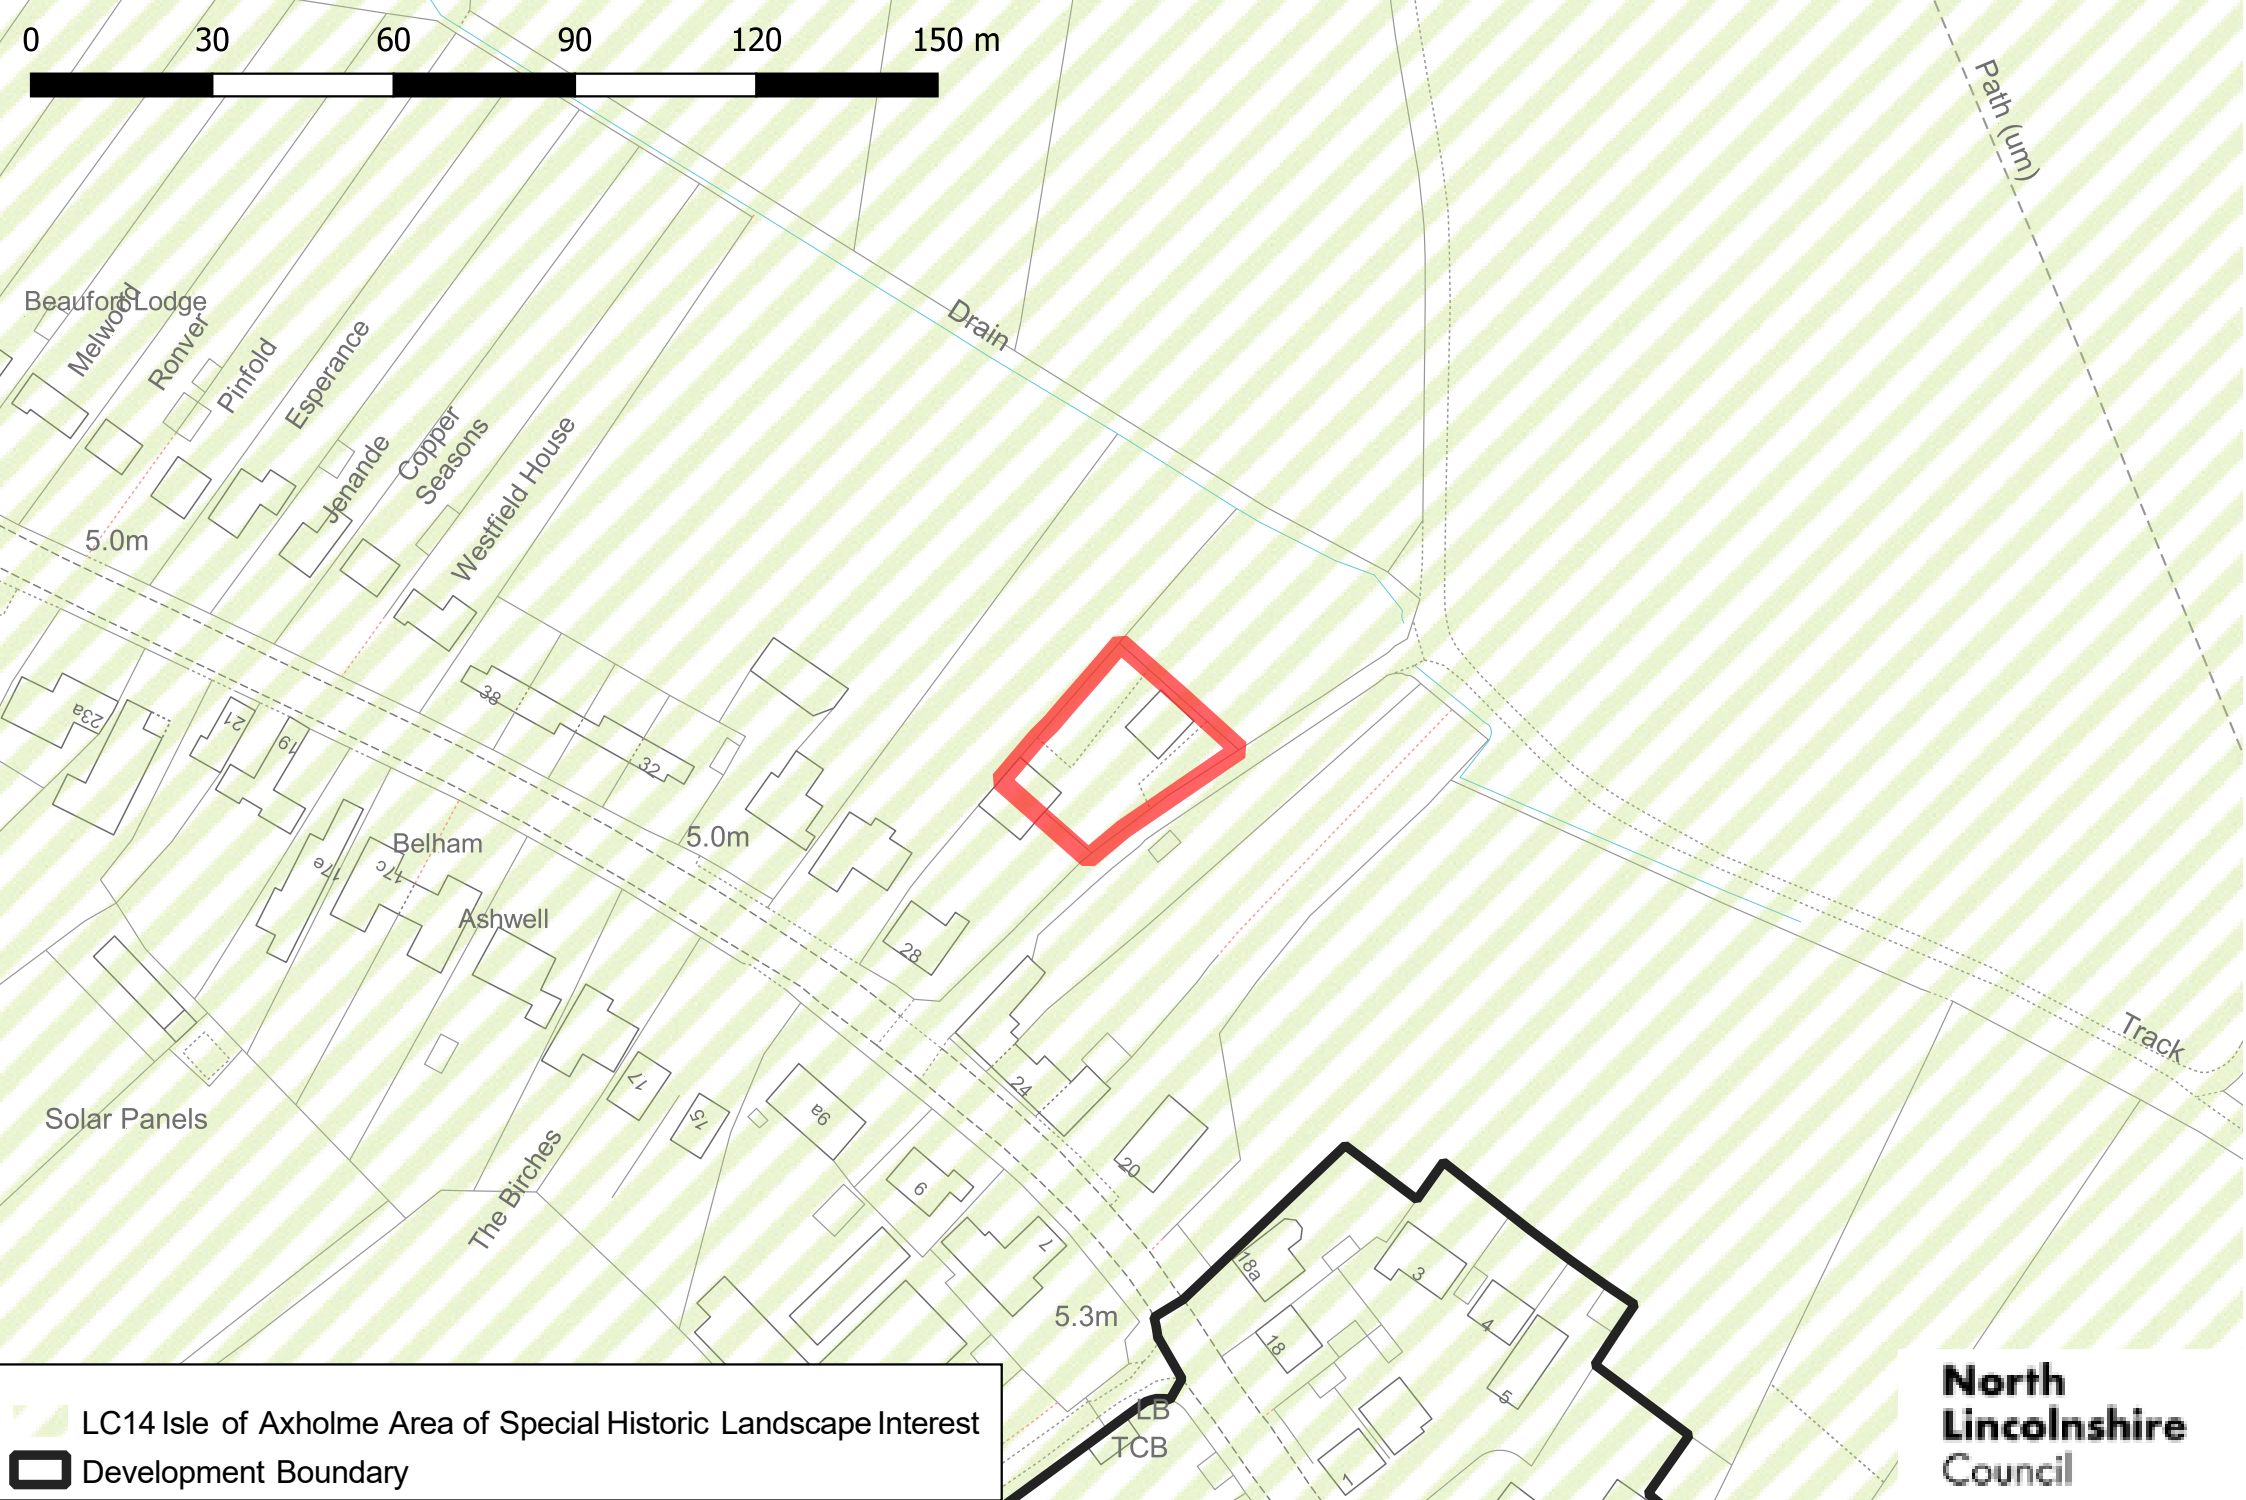 0 30 60 90 120 150 m
Path (um)
Beaufort Lodge
Melwood
Ronver
Pinfold
Esperance
Jenande
Copper
Seasons
Westfield House
Drain
5.0m
23a
21
19
38
32
5.0m
Belham
17e
17c
Ashwell
28
Solar Panels
The Birches
17
15
9a
9
7
24
20
Track
5.3m
18a
18
3
4
5
1
LB
TCB
LC14 Isle of Axholme Area of Special Historic Landscape Interest
Development Boundary
North
Lincolnshire
Council